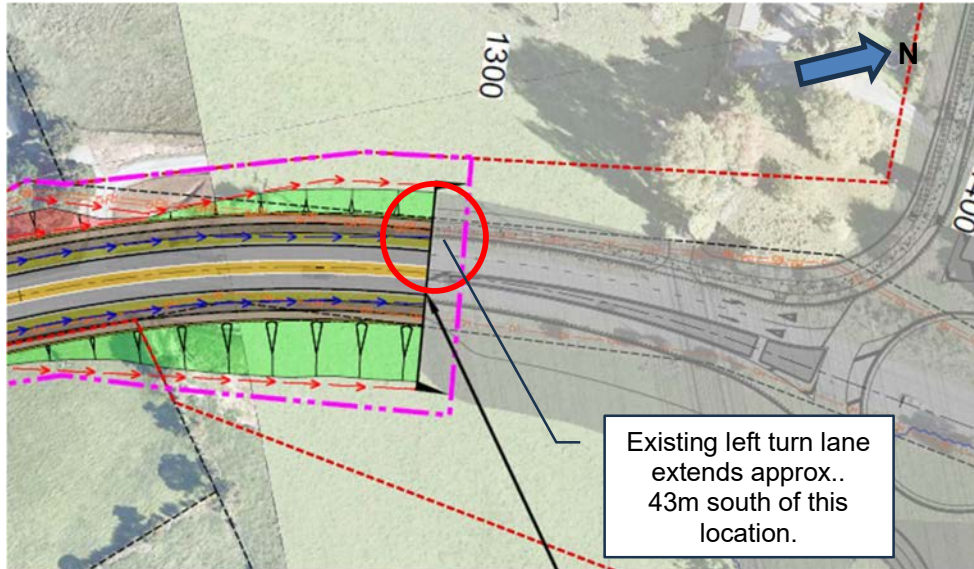 1300
N
Existing left turn lane
extends approx..
43m south of this
location.